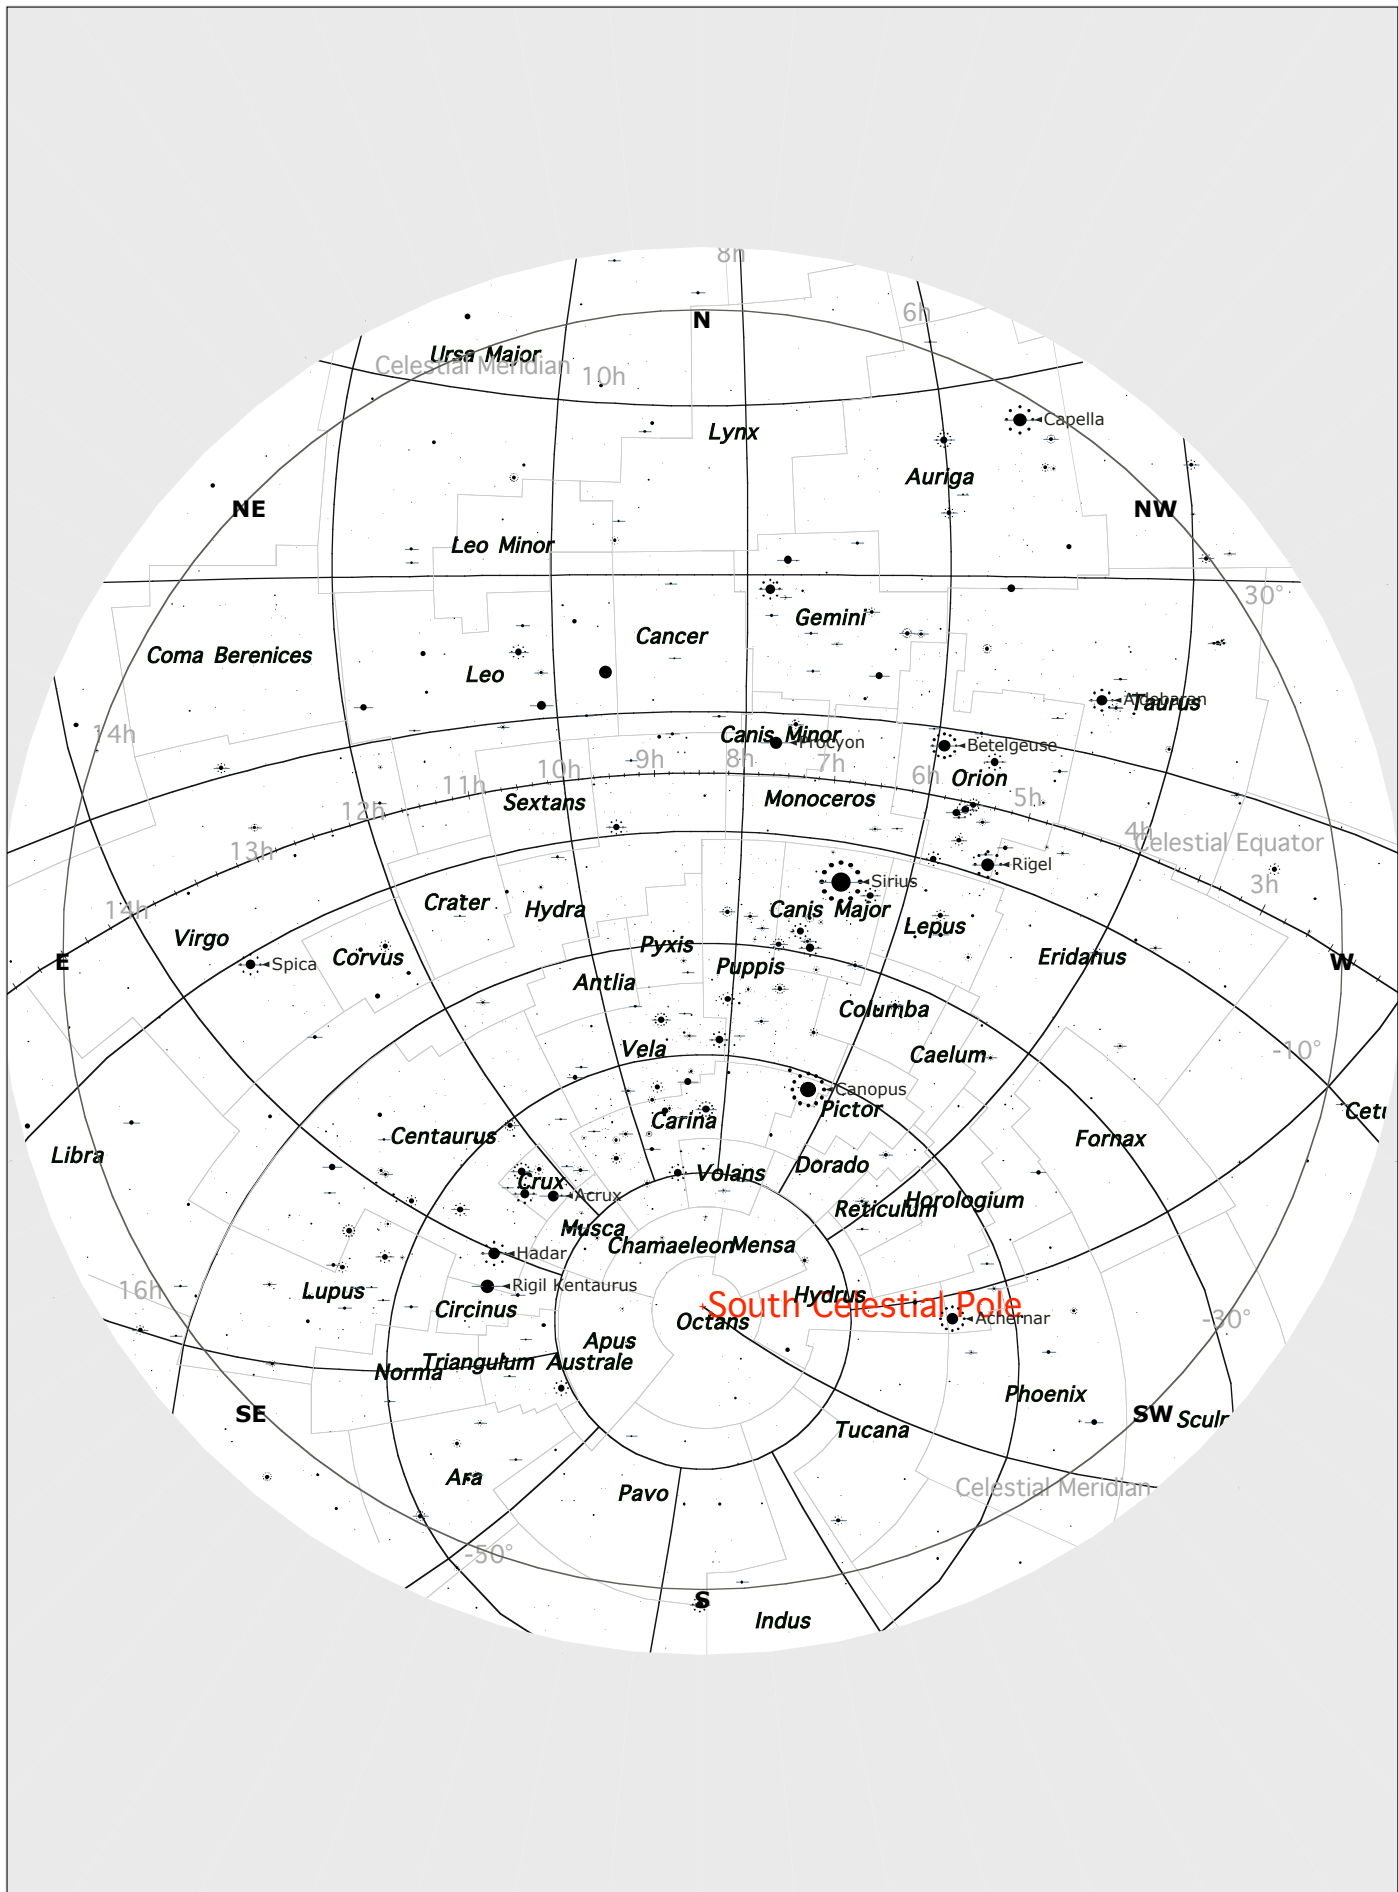 8h
6h
N
Ursa Major
Celestial Meridian
10h
Capella
Lynx
Auriga
NE
NW
Leo Minor
30°
Gemini
Cancer
Coma Berenices
Leo
Aldebaran
Taurus
14h
Canis Minor
Procyon
Betelgeuse
9h
8h
7h
10h
6h
Orion
11h
5h
Sextans
Monoceros
12h
4h
Celestial Equator
13h
Rigel
Sirius
3h
Crater
Hydra
Canis Major
14h
Lepus
Virgo
Pyxis
Corvus
Eridanus
E
Spica
Puppis
W
Antlia
Columba
Vela
-10°
Caelum
Canopus
Pictor
Carina
Cetu
Centaurus
Fornax
Libra
Dorado
Volans
Crux
Acrux
Horologium
Reticulum
Musca
Chamaeleon
Mensa
Hadar
Rigil Kentaurus
16h
Lupus
Hydrus
South Celestial Pole
Circinus
Octans
Achernar
-30°
Apus
Triangulum Australe
Norma
Phoenix
SE
SW
Sculp
Tucana
Ara
Celestial Meridian
Pavo
-50°
S
Indus